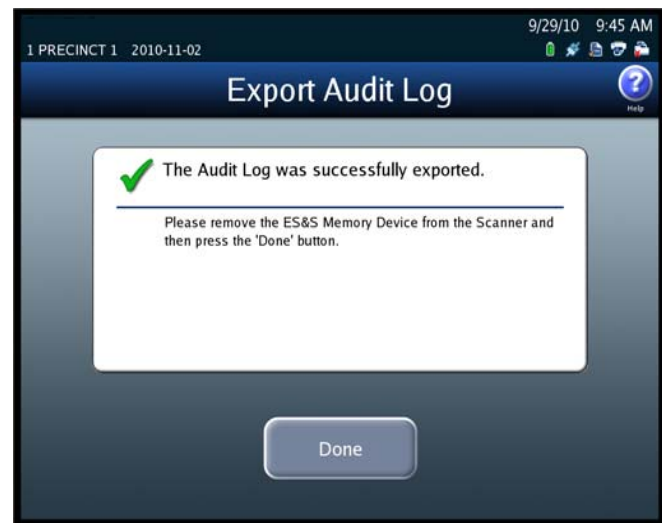 9/29/10 9:45 AM
1 PRECINCT 1 2010-11-02
Export Audit Log
Help
The Audit Log was successfully exported.
Please remove the ES&S Memory Device from the Scanner and
then press the 'Done' button.
Done